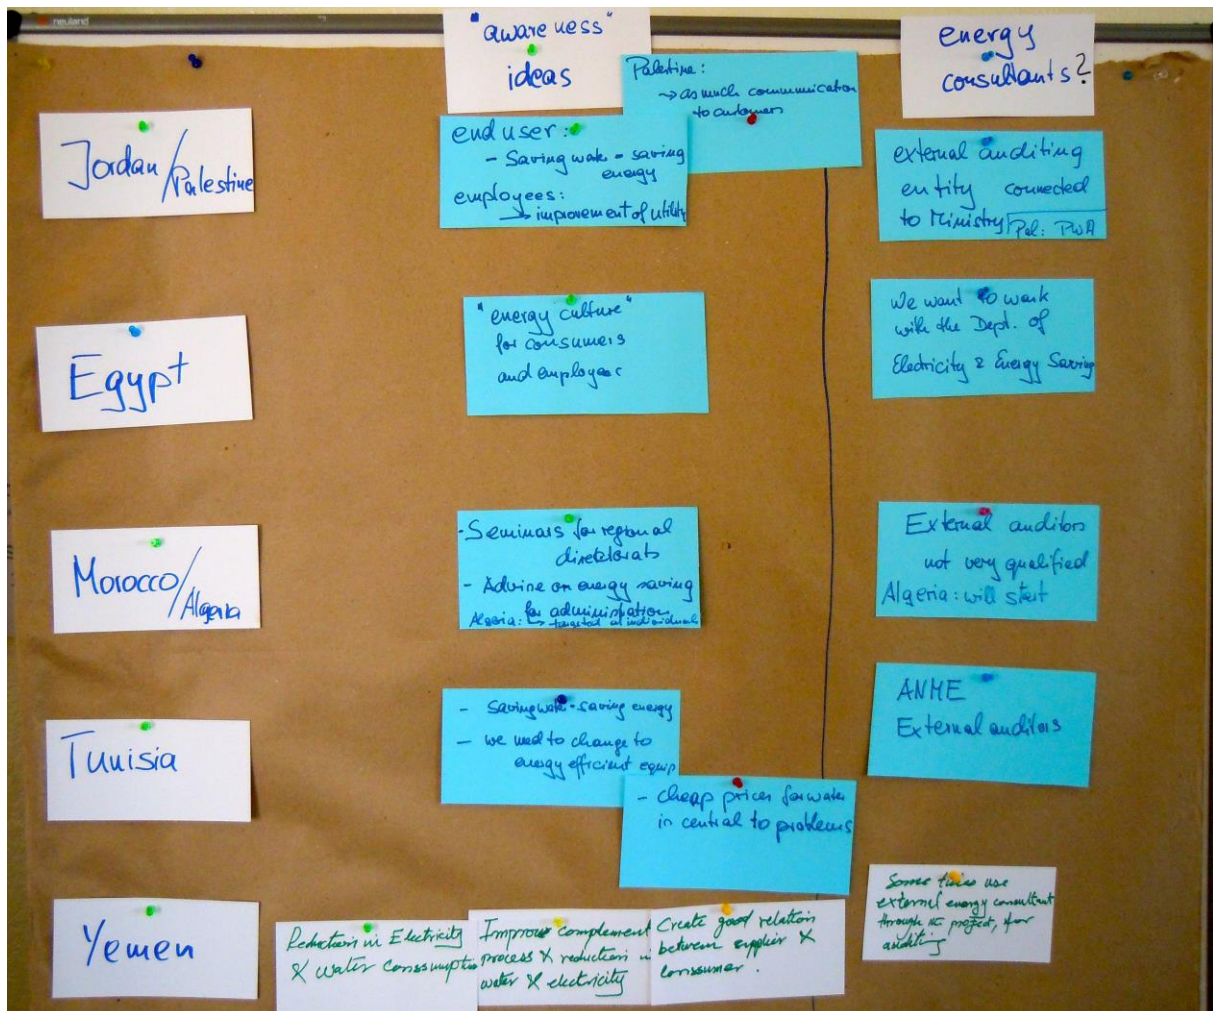 neuland
"awareness"
ideas
energy
consultants?
Jordan/Palestine
end user:
- Saving water = saving
energy
employees:
→ improvement of utility
Palestine:
→ as much communication
to customers
external auditing
entity connected
to Ministry Pal: PWA
Egypt
"energy culture"
for consumers
and employees
We want to work
with the Dept. of
Electricity & Energy Saving
Morocco/Algeria
- Seminars for regional
direktorats
- Advise on energy saving
for administration
Algeria: → targeted at individuals
External auditors
not very qualified
Algeria: will start
Tunisia
- Saving water = saving energy
- we need to change to
energy efficient equip
- cheap prices for water
in central to problems
ANME
External auditors
Yemen
Reduction in Electricity
& water conssumption
Improve complement
process & reduction in
water & electricity
Create good relation
between supplier &
conssumer.
Some times use
external energy consultant
through the project, for
auditing